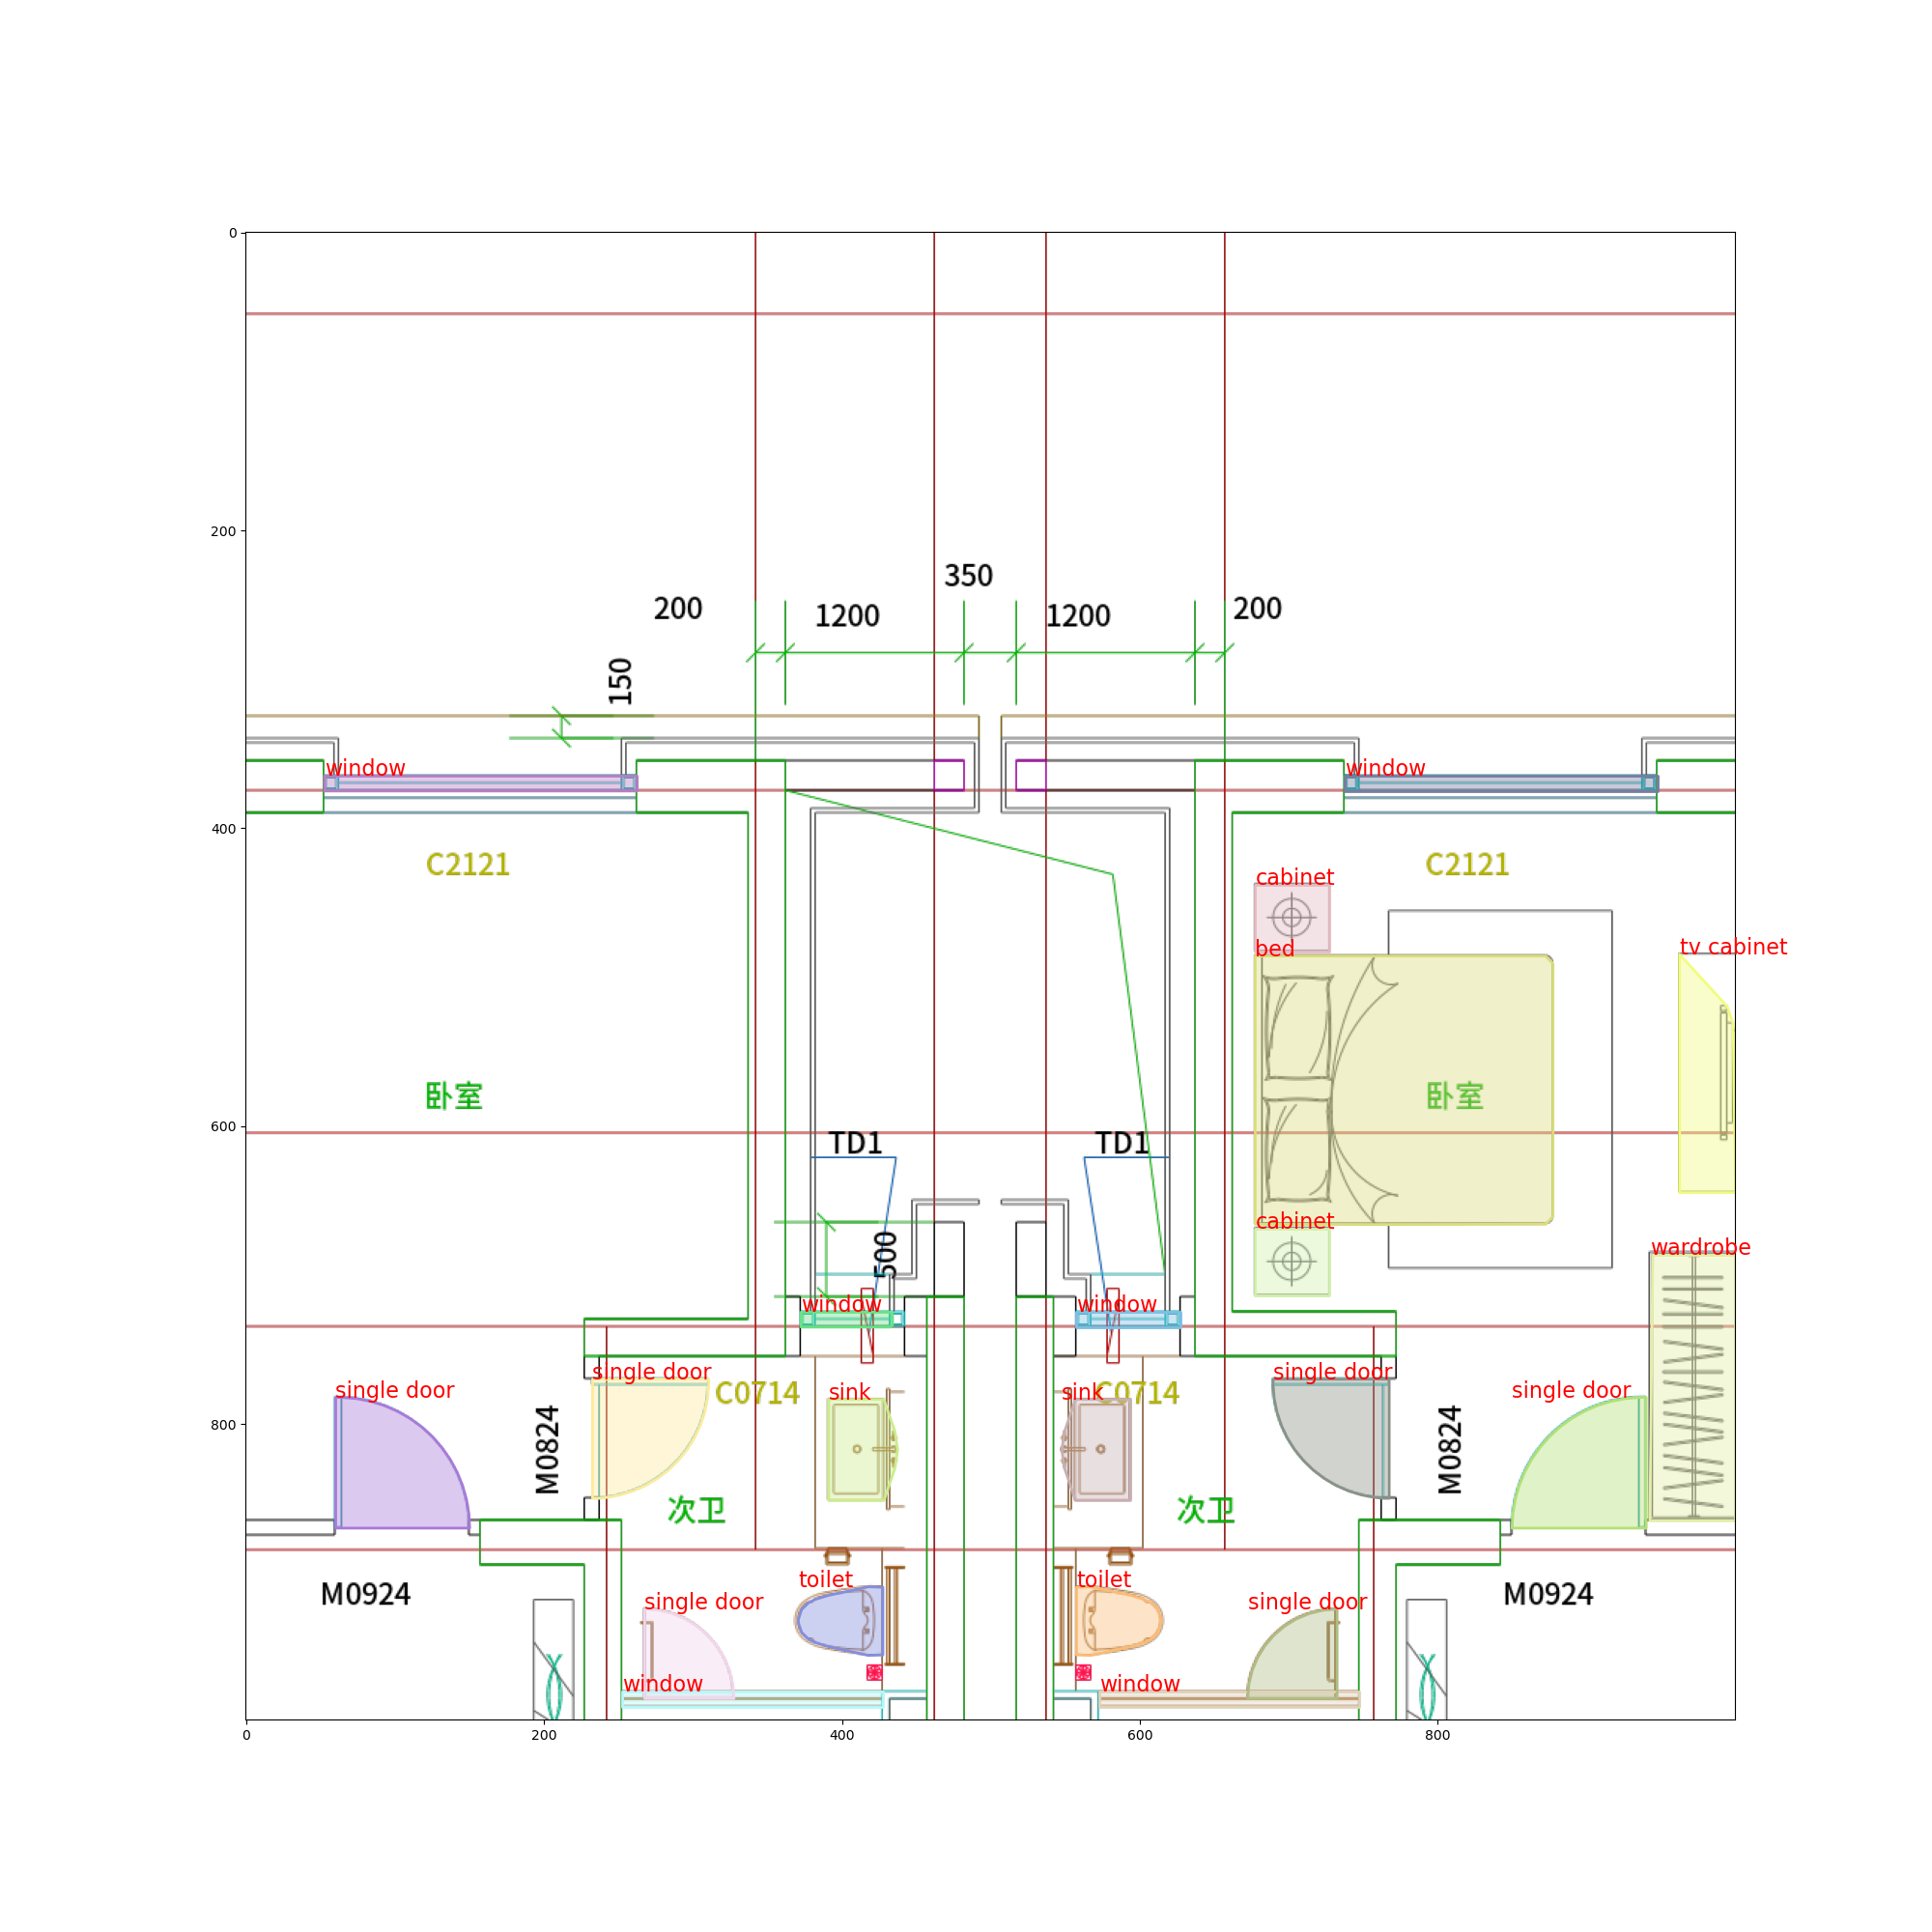 0
200
350
200
1200
1200
200
150
window
window
400
C2121
C2121
cabinet
bed
tv cabinet
卧室
卧室
600
TD1
TD1
cabinet
500
wardrobe
window
window
single door
single door
single door
single door
C0714
C0714
sink
sink
800
M0824
M0824
次卫
次卫
M0924
M0924
toilet
toilet
single door
single door
window
window
0
200
400
600
800